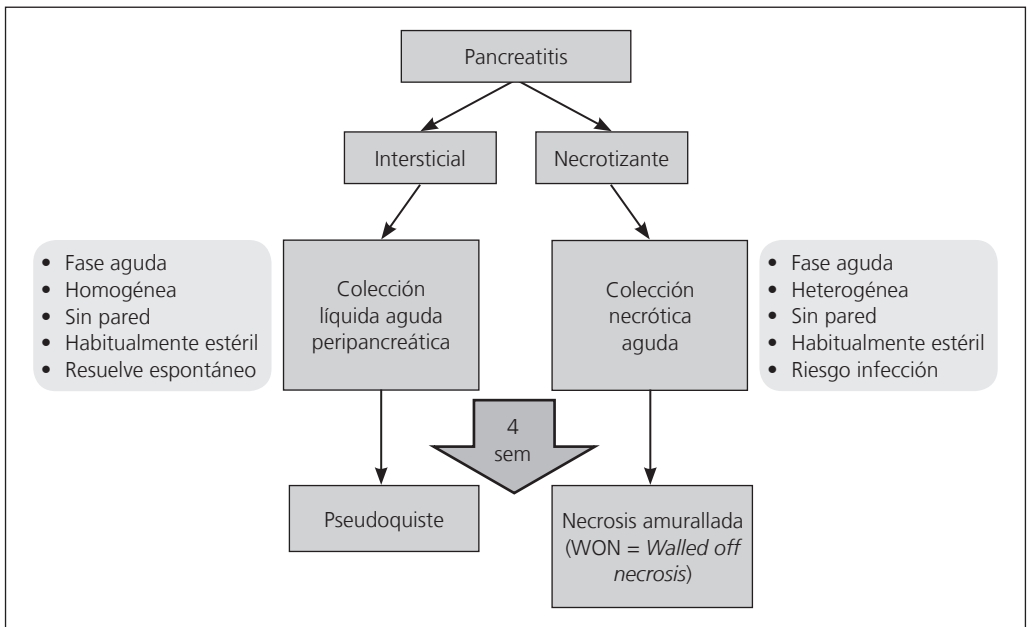 Pancreatitis
Intersticial
Necrotizante
• Fase aguda
• Homogénea
• Sin pared
• Habitualmente estéril
• Resuelve espontáneo
Colección
líquida aguda
peripancreática
Colección
necrótica
aguda
• Fase aguda
• Heterogénea
• Sin pared
• Habitualmente estéril
• Riesgo infección
4
sem
Pseudoquiste
Necrosis amurallada
(WON = Walled off
necrosis)